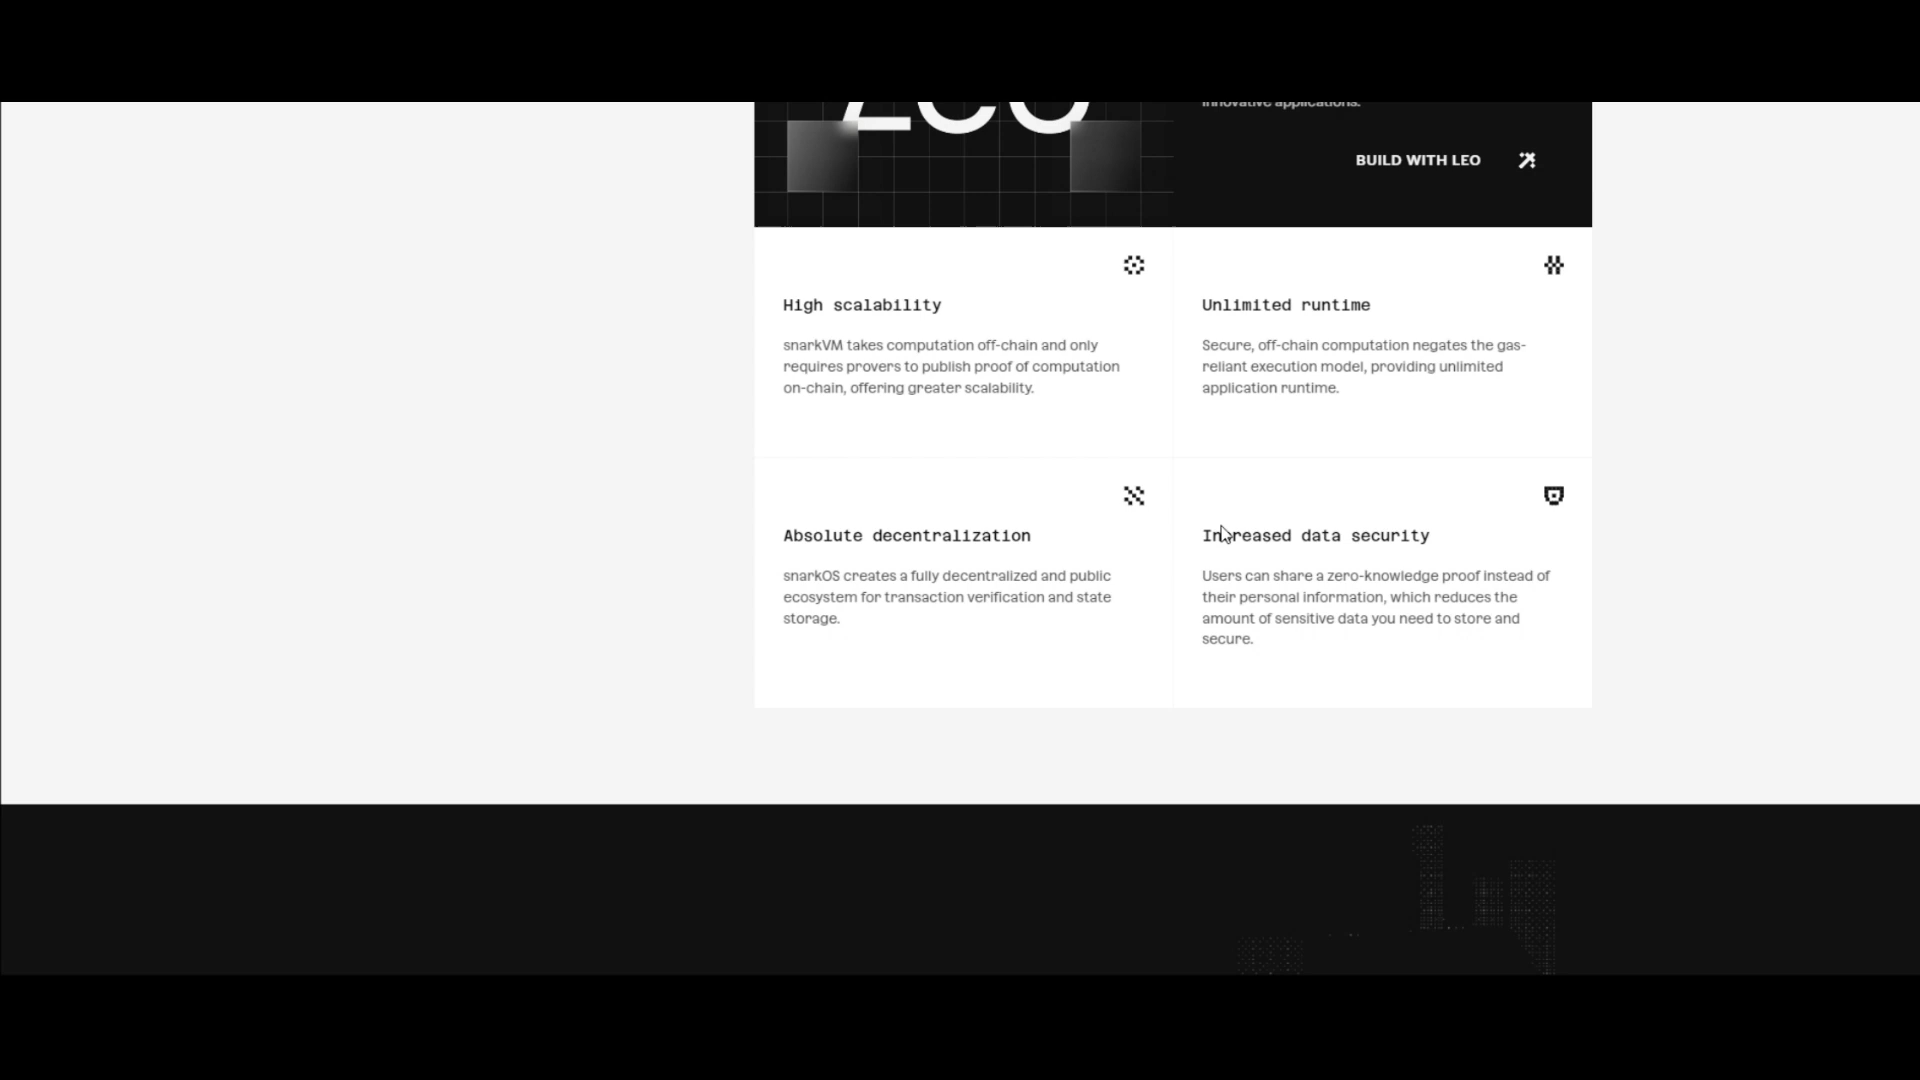 innovative applications.
BUILD WITH LEO
High scalability
snarkVM takes computation off-chain and only
requires provers to publish proof of computation
on-chain, offering greater scalability.
Unlimited runtime
Secure, off-chain computation negates the gas-
reliant execution model, providing unlimited
application runtime.
Absolute decentralization
snarkOS creates a fully decentralized and public
ecosystem for transaction verification and state
storage.
Increased data security
Users can share a zero-knowledge proof instead of
their personal information, which reduces the
amount of sensitive data you need to store and
secure.